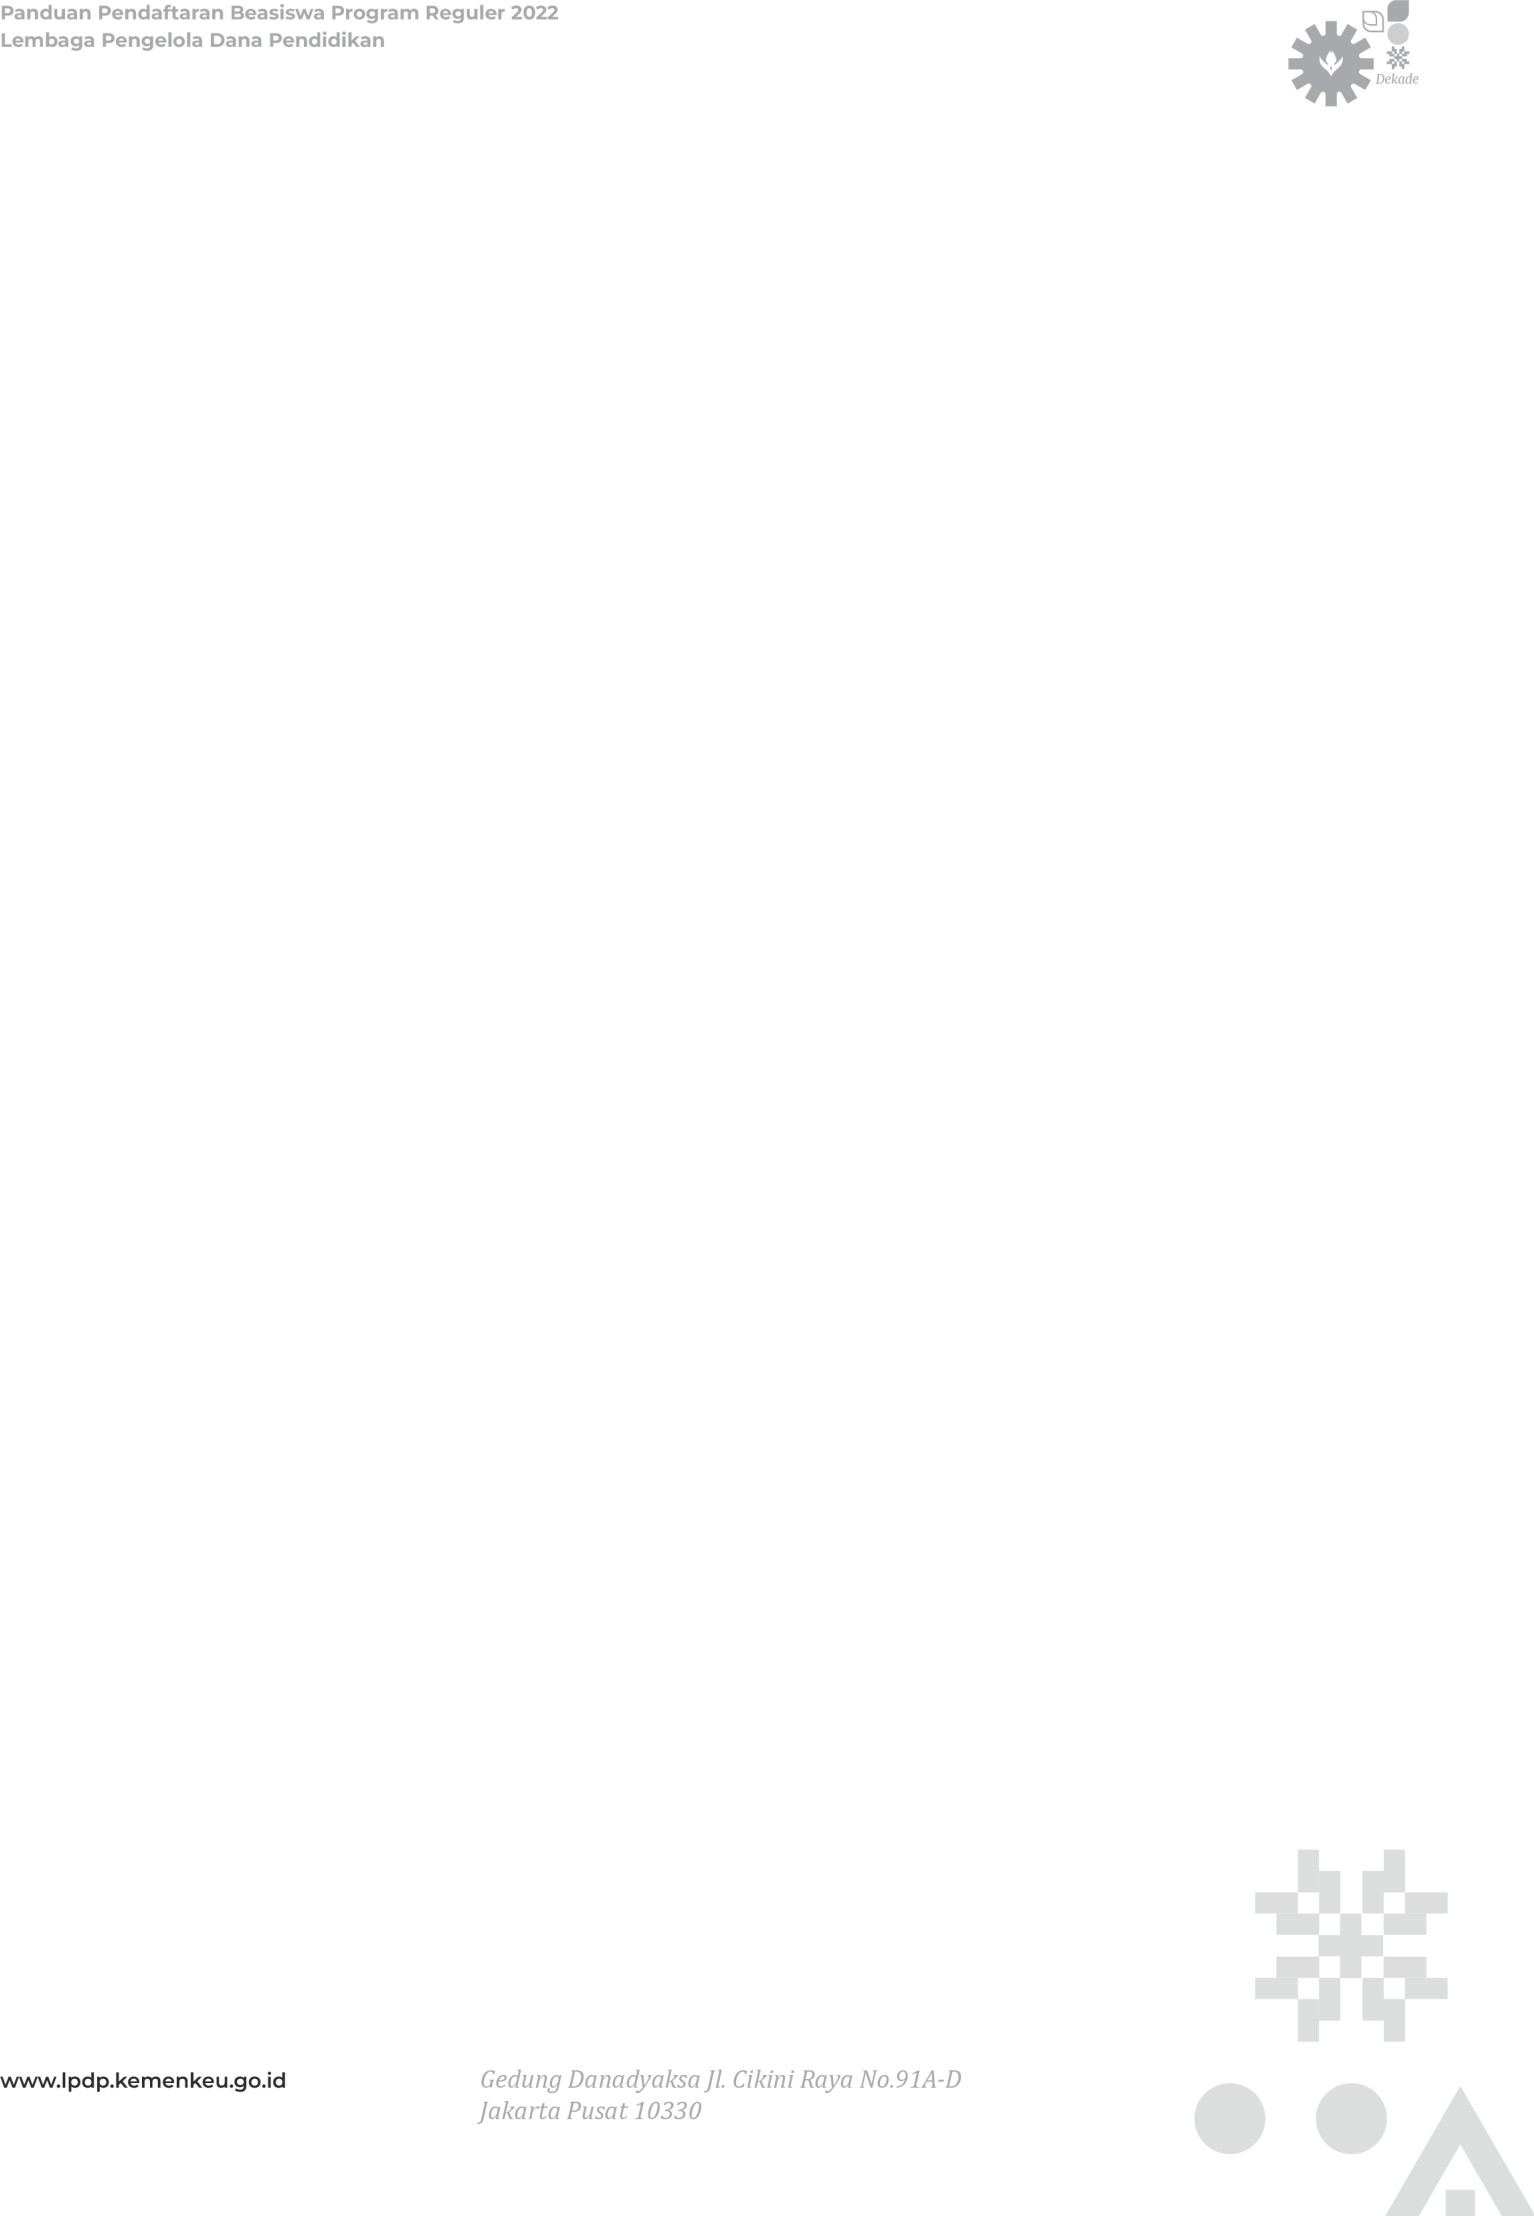 Panduan Pendaftaran Beasiswa Program Reguler 2022
Lembaga Pengelola Dana Pendidikan
Dekade
www.lpdp.kemenkeu.go.id
Gedung Danadyaksa Jl. Cikini Raya No.91A-D
Jakarta Pusat 10330